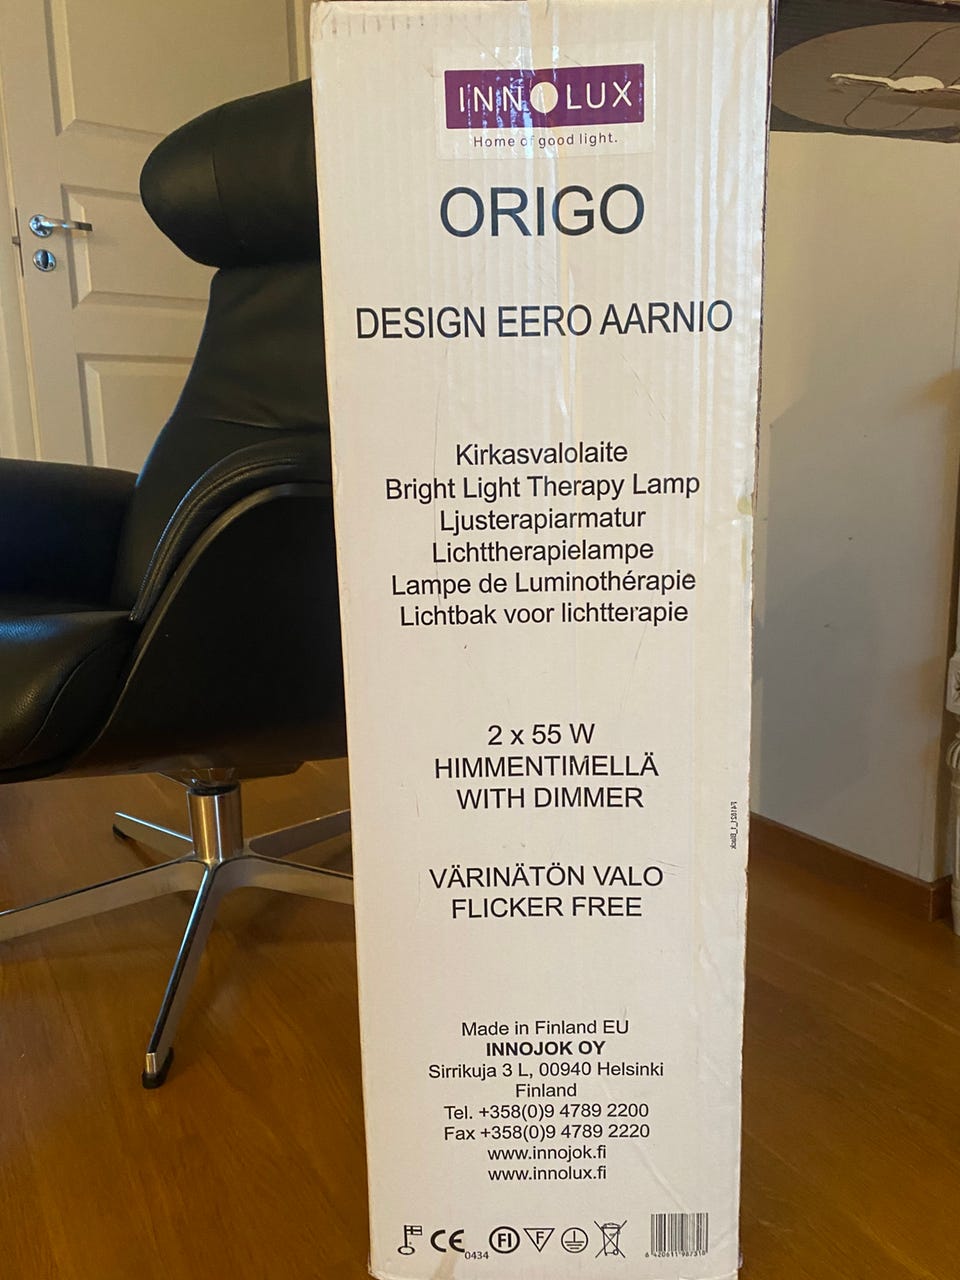 INNOLUX
Home of good light.
ORIGO
DESIGN EERO AARNIO
Kirkasvalolaite
Bright Light Therapy Lamp
Ljusterapiarmatur
Lichttherapielampe
Lampe de Luminothérapie
Lichtbak voor lichtterapie
2 x 55 W
HIMMENTIMELLÄ
WITH DIMMER
VÄRINÄTÖN VALO
FLICKER FREE
Made in Finland EU
INNOJOK OY
Sirrikuja 3 L, 00940 Helsinki
Finland
Tel. +358(0)9 4789 2200
Fax +358(0)9 4789 2220
www.innojok.fi
www.innolux.fi
CE 0434 FI F